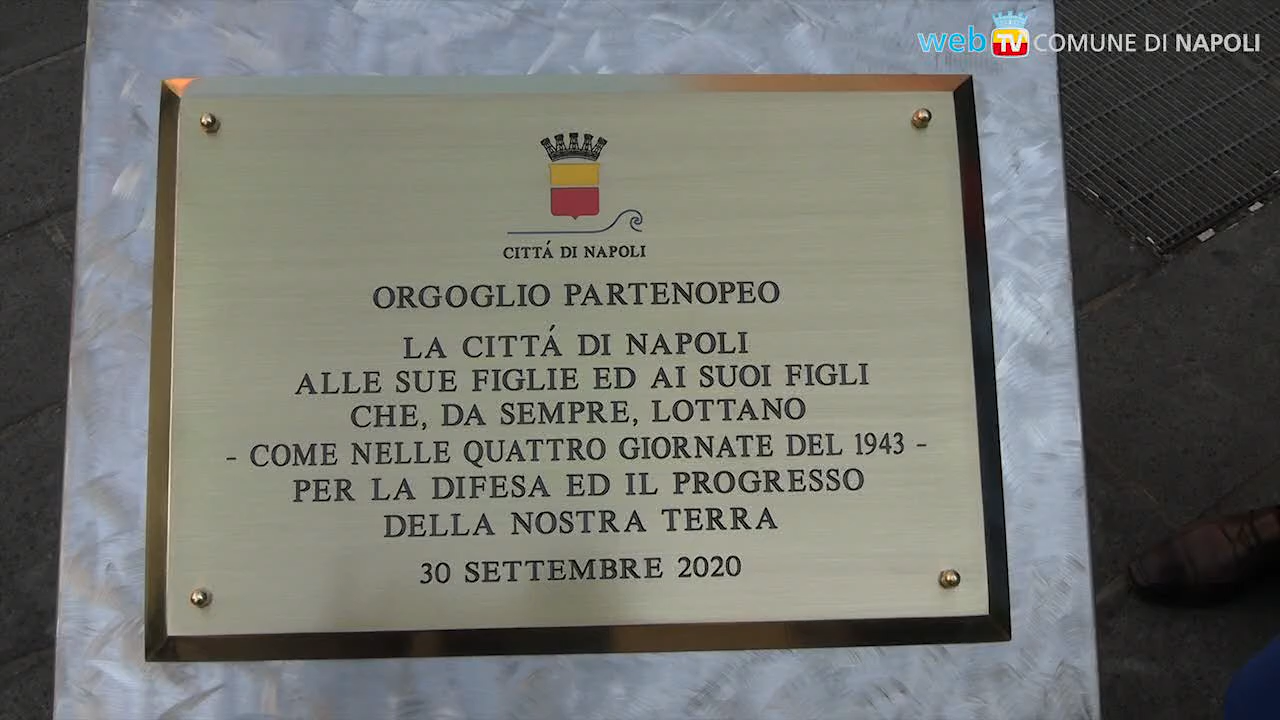 web TV COMUNE DI NAPOLI
CITTÁ DI NAPOLI
ORGOGLIO PARTENOPEO
LA CITTÁ DI NAPOLI
ALLE SUE FIGLIE ED AI SUOI FIGLI
CHE, DA SEMPRE, LOTTANO
- COME NELLE QUATTRO GIORNATE DEL 1943 -
PER LA DIFESA ED IL PROGRESSO
DELLA NOSTRA TERRA
30 SETTEMBRE 2020